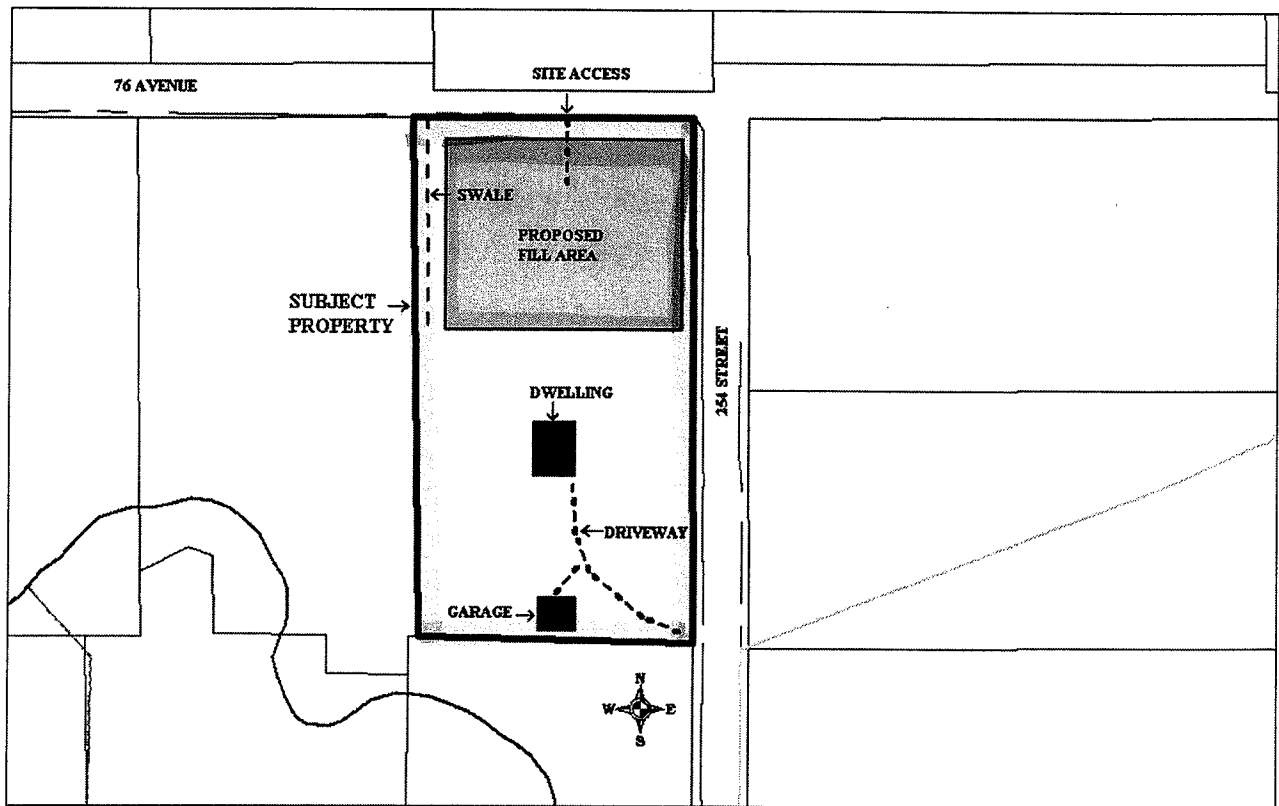 SITE ACCESS
76 AVENUE
SWALE
PROPOSED
FILL AREA
SUBJECT
PROPERTY
254 STREET
DWELLING
DRIVEWAY
GARAGE
N
W E
S